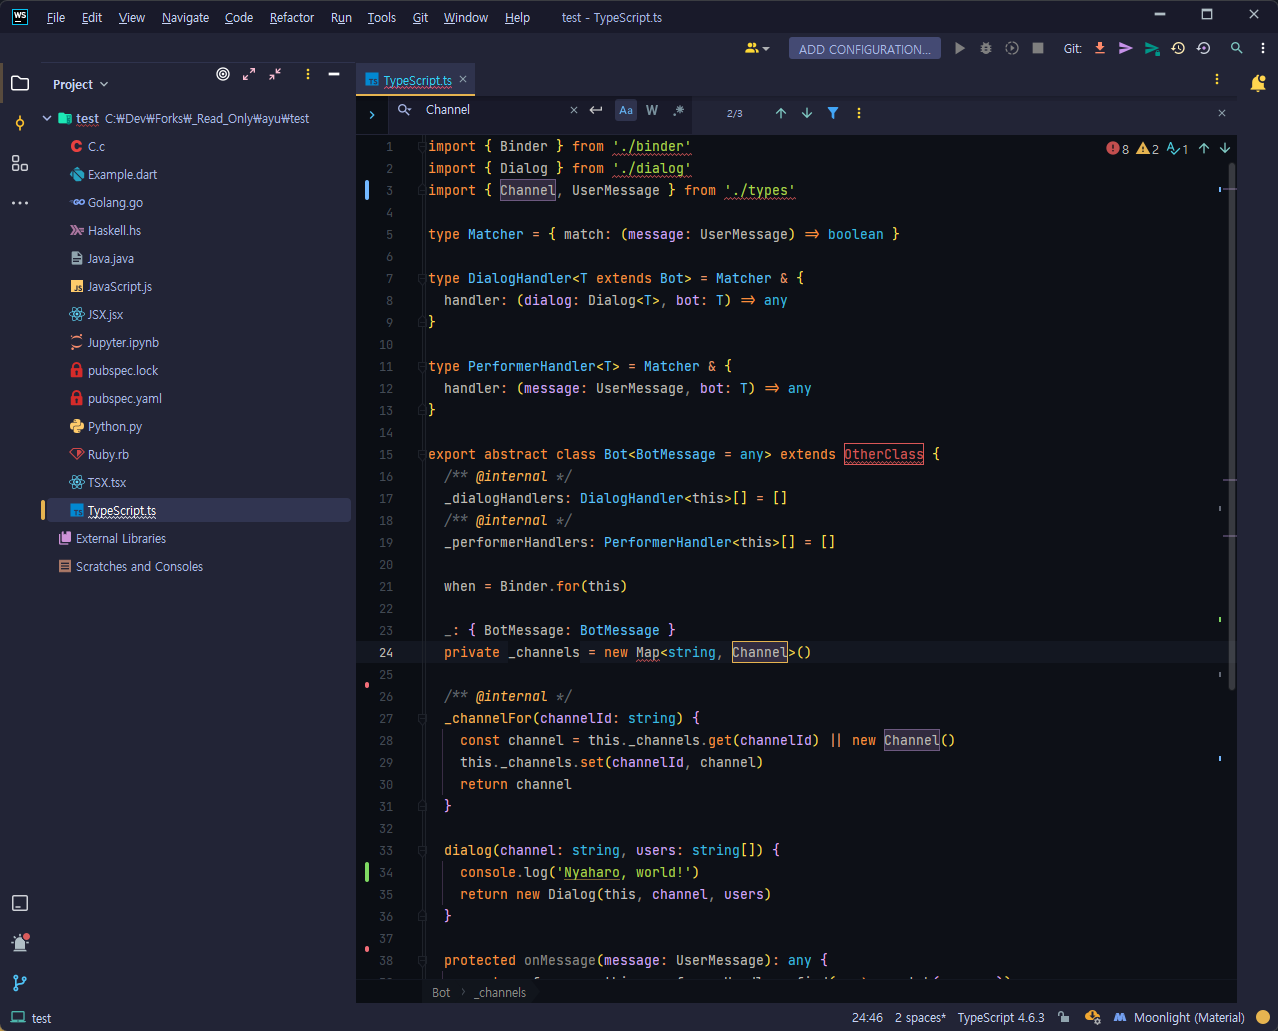 WS File Edit View Navigate Code Refactor Run Tools Git Window Help test - TypeScript.ts
ADD CONFIGURATION... Git:
Project
TypeScript.ts
Channel Aa W .* 2/3
test C:₩Dev₩Forks₩_Read_Only₩ayu₩test
C.c
Example.dart
Golang.go
Haskell.hs
Java.java
JavaScript.js
JSX.jsx
Jupyter.ipynb
pubspec.lock
pubspec.yaml
Python.py
Ruby.rb
TSX.tsx
TypeScript.ts
External Libraries
Scratches and Consoles
8 2 1
1 import { Binder } from './binder'
2 import { Dialog } from './dialog'
3 import { Channel, UserMessage } from './types'
4
5 type Matcher = { match: (message: UserMessage) => boolean }
6
7 type DialogHandler<T extends Bot> = Matcher & {
8 handler: (dialog: Dialog<T>, bot: T) => any
9 }
10
11 type PerformerHandler<T> = Matcher & {
12 handler: (message: UserMessage, bot: T) => any
13 }
14
15 export abstract class Bot<BotMessage = any> extends OtherClass {
16 /** @internal */
17 _dialogHandlers: DialogHandler<this>[] = []
18 /** @internal */
19 _performerHandlers: PerformerHandler<this>[] = []
20
21 when = Binder.for(this)
22
23 _: { BotMessage: BotMessage }
24 private _channels = new Map<string, Channel>()
25
26 /** @internal */
27 _channelFor(channelId: string) {
28 const channel = this._channels.get(channelId) || new Channel()
29 this._channels.set(channelId, channel)
30 return channel
31 }
32
33 dialog(channel: string, users: string[]) {
34 console.log('Nyaharo, world!')
35 return new Dialog(this, channel, users)
36 }
37
38 protected onMessage(message: UserMessage): any {
Bot > _channels
test 24:46 2 spaces* TypeScript 4.6.3 Moonlight (Material)